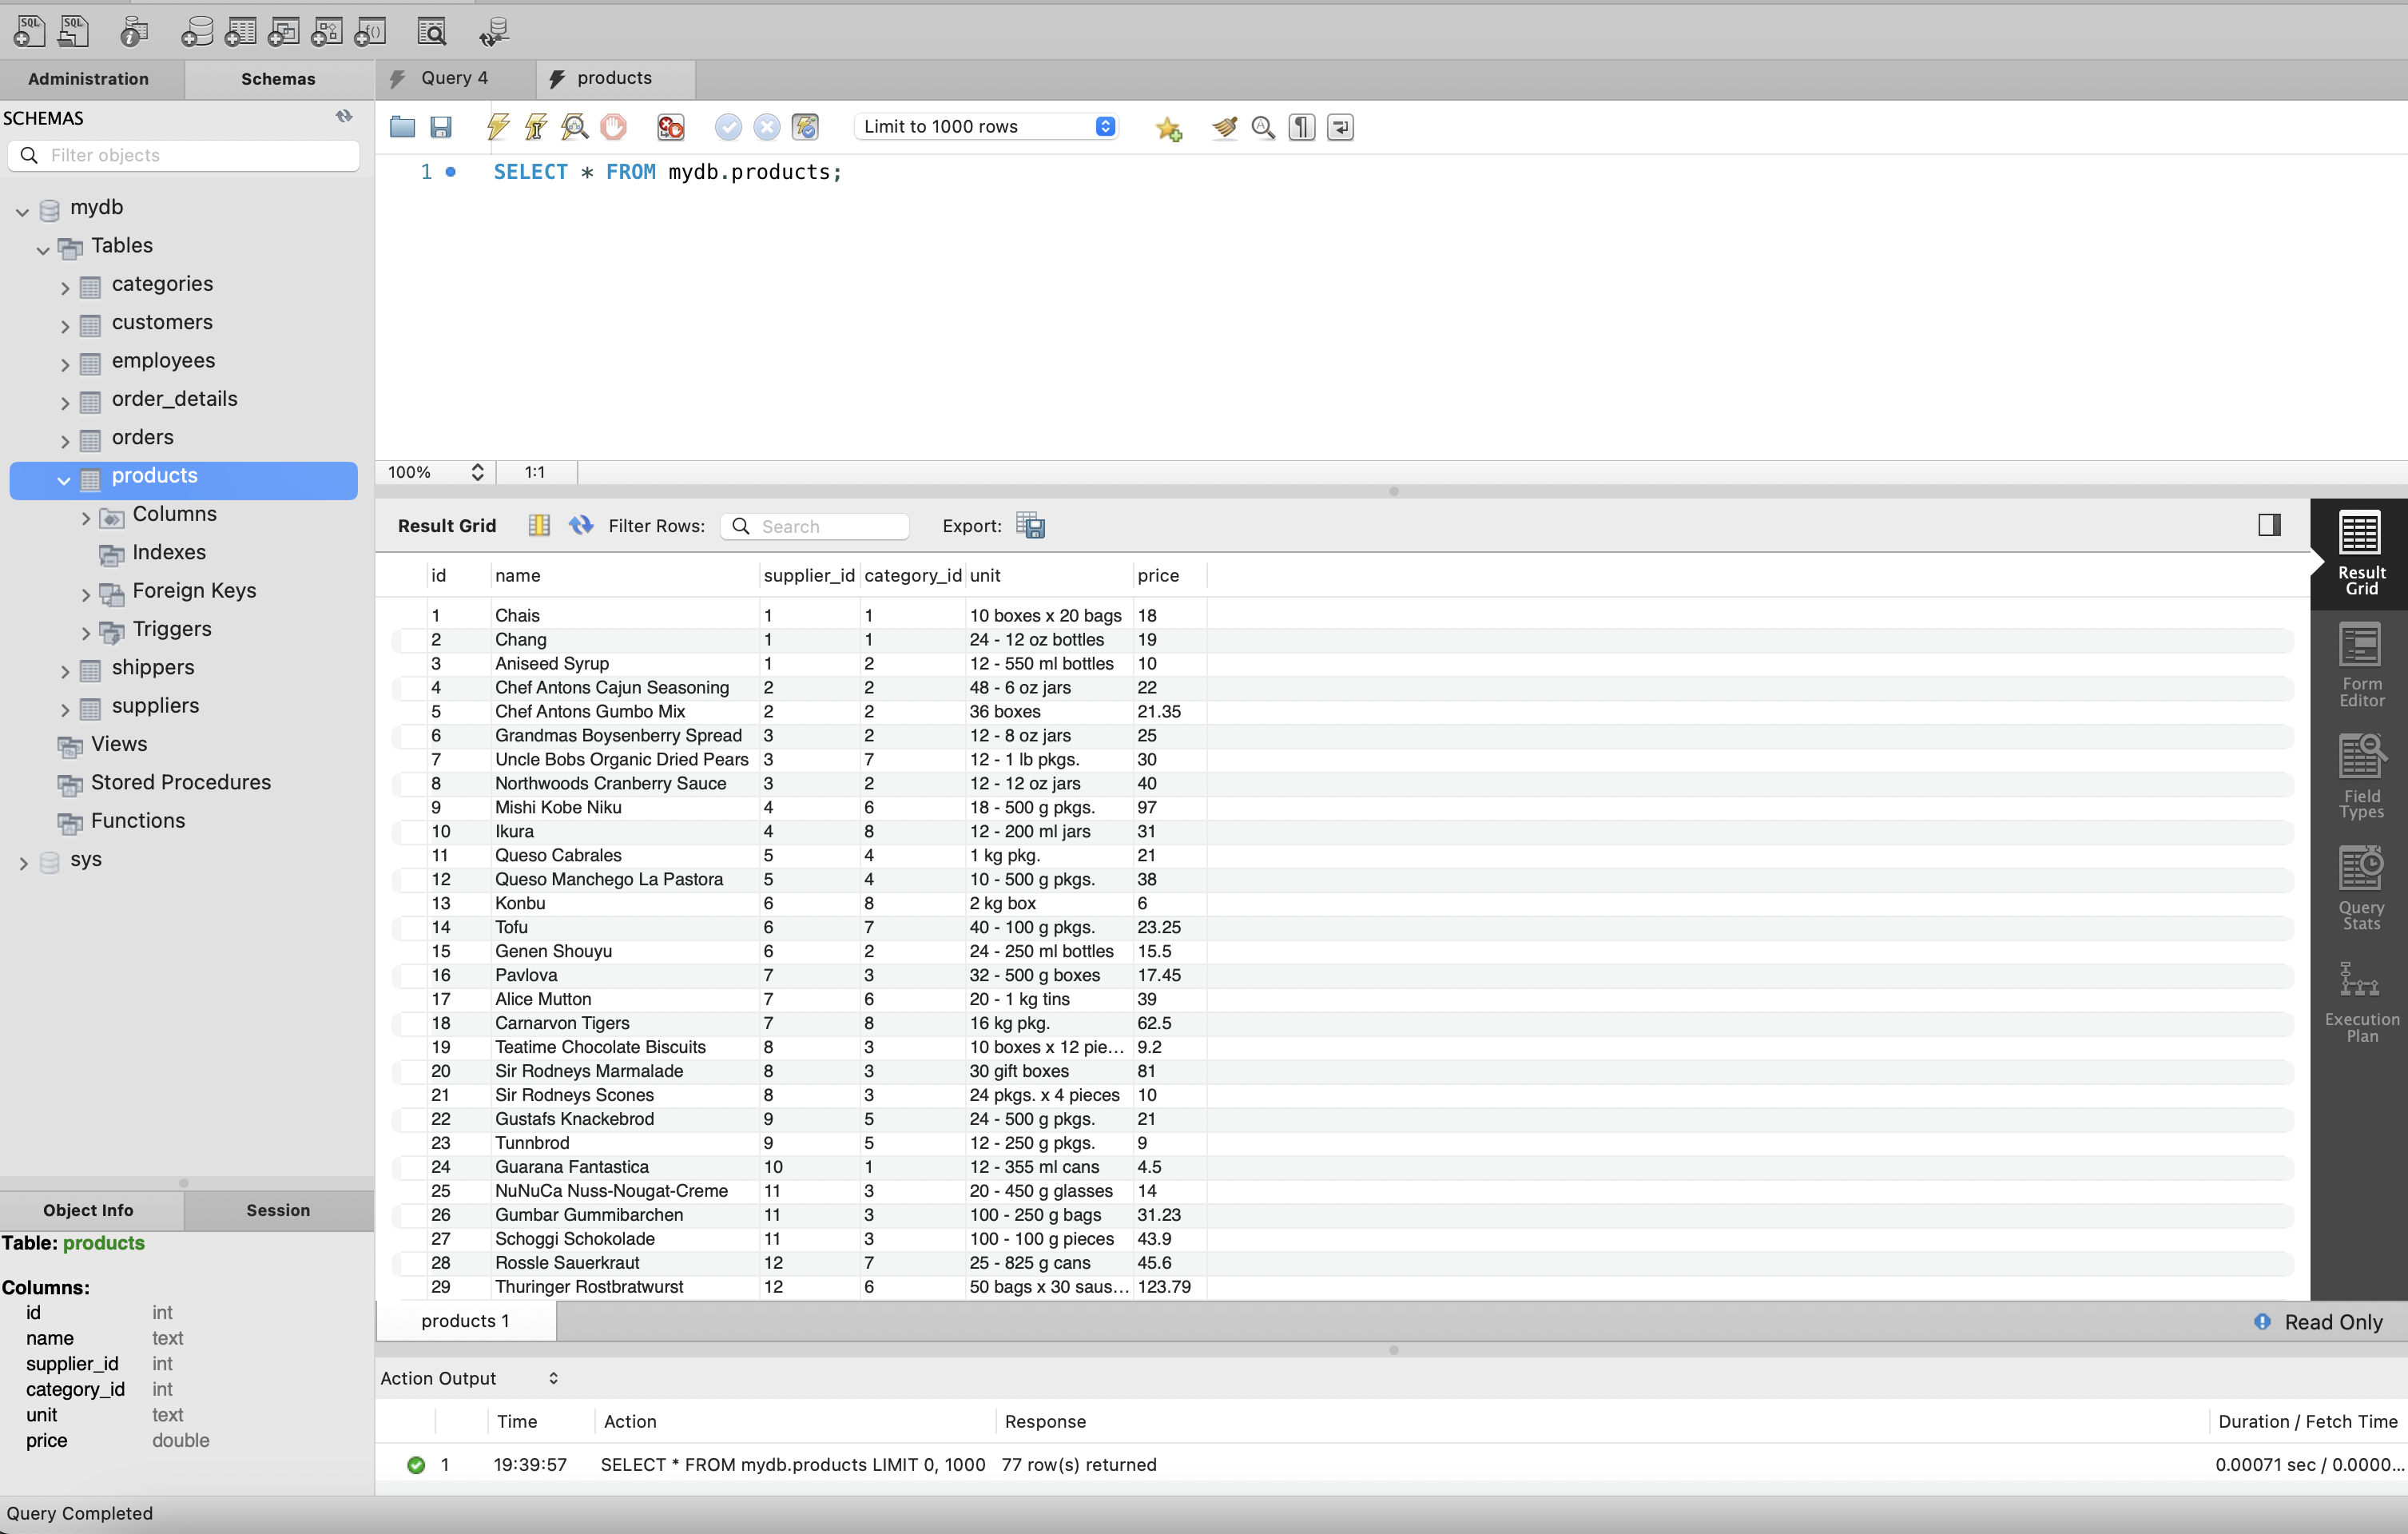 SQL SQL
Administration Schemas
Query 4 products
SCHEMAS
Filter objects
Limit to 1000 rows
1 SELECT * FROM mydb.products;
mydb
Tables
categories
customers
employees
order_details
orders
products
Columns
Indexes
Foreign Keys
Triggers
shippers
suppliers
Views
Stored Procedures
Functions
sys
100% 1:1
Result Grid Filter Rows: Search Export:
id name supplier_id category_id unit price
1 Chais 1 1 10 boxes x 20 bags 18
2 Chang 1 1 24 - 12 oz bottles 19
3 Aniseed Syrup 1 2 12 - 550 ml bottles 10
4 Chef Antons Cajun Seasoning 2 2 48 - 6 oz jars 22
5 Chef Antons Gumbo Mix 2 2 36 boxes 21.35
6 Grandmas Boysenberry Spread 3 2 12 - 8 oz jars 25
7 Uncle Bobs Organic Dried Pears 3 7 12 - 1 lb pkgs. 30
8 Northwoods Cranberry Sauce 3 2 12 - 12 oz jars 40
9 Mishi Kobe Niku 4 6 18 - 500 g pkgs. 97
10 Ikura 4 8 12 - 200 ml jars 31
11 Queso Cabrales 5 4 1 kg pkg. 21
12 Queso Manchego La Pastora 5 4 10 - 500 g pkgs. 38
13 Konbu 6 8 2 kg box 6
14 Tofu 6 7 40 - 100 g pkgs. 23.25
15 Genen Shouyu 6 2 24 - 250 ml bottles 15.5
16 Pavlova 7 3 32 - 500 g boxes 17.45
17 Alice Mutton 7 6 20 - 1 kg tins 39
18 Carnarvon Tigers 7 8 16 kg pkg. 62.5
19 Teatime Chocolate Biscuits 8 3 10 boxes x 12 pie... 9.2
20 Sir Rodneys Marmalade 8 3 30 gift boxes 81
21 Sir Rodneys Scones 8 3 24 pkgs. x 4 pieces 10
22 Gustafs Knackebrod 9 5 24 - 500 g pkgs. 21
23 Tunnbrod 9 5 12 - 250 g pkgs. 9
24 Guarana Fantastica 10 1 12 - 355 ml cans 4.5
25 NuNuCa Nuss-Nougat-Creme 11 3 20 - 450 g glasses 14
26 Gumbar Gummibarchen 11 3 100 - 250 g bags 31.23
27 Schoggi Schokolade 11 3 100 - 100 g pieces 43.9
28 Rossle Sauerkraut 12 7 25 - 825 g cans 45.6
29 Thuringer Rostbratwurst 12 6 50 bags x 30 saus... 123.79
Result
Grid
Form
Editor
Field
Types
Query
Stats
Execution
Plan
Object Info Session
Table: products
Columns:
id int
name text
supplier_id int
category_id int
unit text
price double
products 1 Read Only
Action Output
Time Action Response Duration / Fetch Time
1 19:39:57 SELECT * FROM mydb.products LIMIT 0, 1000 77 row(s) returned 0.00071 sec / 0.0000...
Query Completed